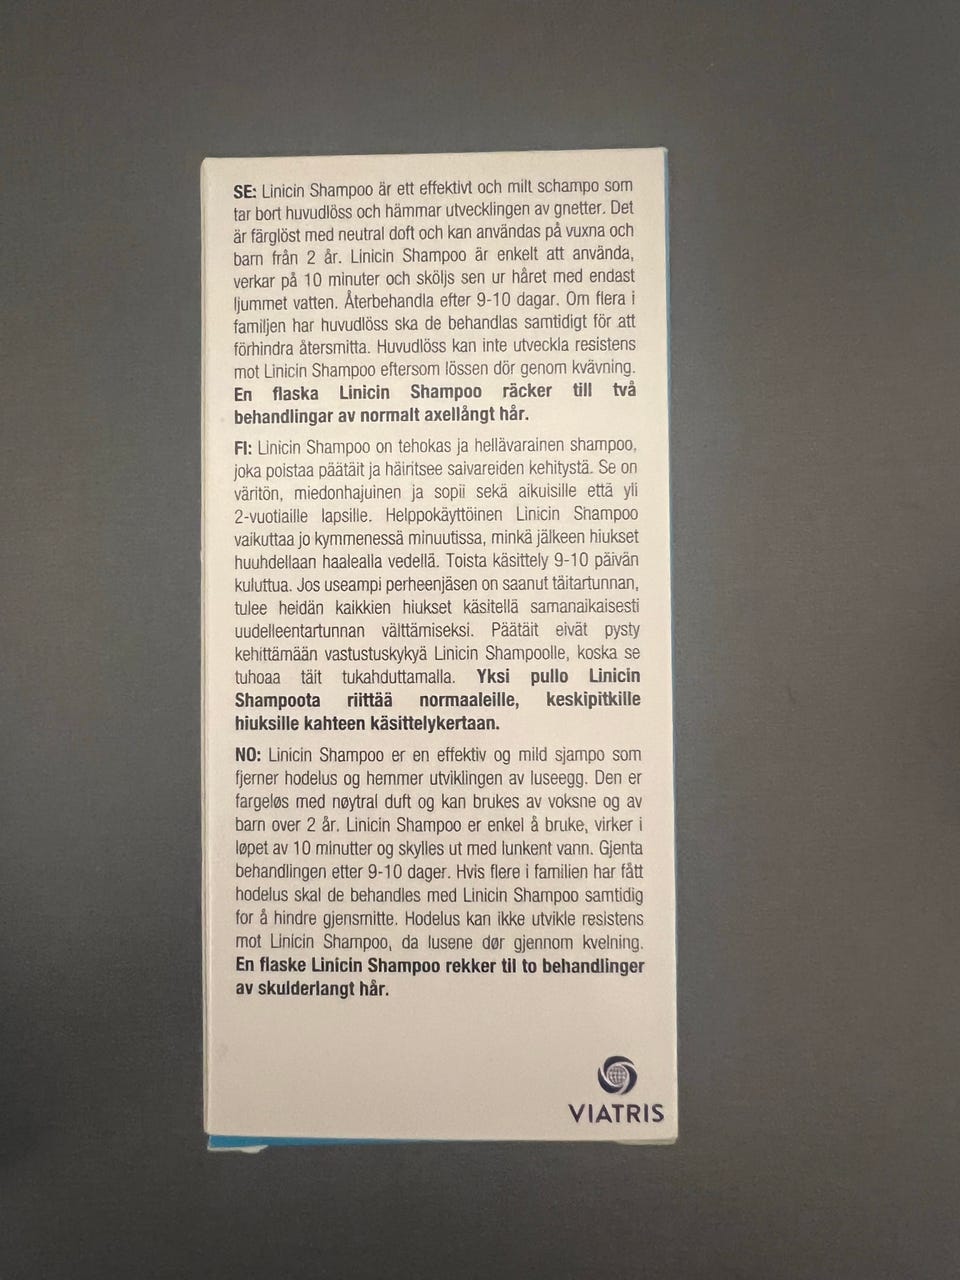 SE: Linicin Shampoo är ett effektivt och milt schampo som
tar bort huvudlöss och hämmar utvecklingen av gnetter. Det
är färglöst med neutral doft och kan användas på vuxna och
barn från 2 år. Linicin Shampoo är enkelt att använda,
verkar på 10 minuter och sköljs sen ur håret med endast
ljummet vatten. Återbehandla efter 9-10 dagar. Om flera i
familjen har huvudlöss ska de behandlas samtidigt för att
förhindra återsmitta. Huvudlöss kan inte utveckla resistens
mot Linicin Shampoo eftersom lössen dör genom kvävning.
En flaska Linicin Shampoo räcker till två
behandlingar av normalt axellångt hår.
FI: Linicin Shampoo on tehokas ja hellävarainen shampoo,
joka poistaa päätäit ja häiritsee saivareiden kehitystä. Se on
väritön, miedonhajuinen ja sopii sekä aikuisille että yli
2-vuotiaille lapsille. Helppokäyttöinen Linicin Shampoo
vaikuttaa jo kymmenessä minuutissa, minkä jälkeen hiukset
huuhdellaan haalealla vedellä. Toista käsittely 9-10 päivän
kuluttua. Jos useampi perheenjäsen on saanut täitartunnan,
tulee heidän kaikkien hiukset käsitellä samanaikaisesti
uudelleentartunnan välttämiseksi. Päätäit eivät pysty
kehittämään vastustuskykyä Linicin Shampoolle, koska se
tuhoaa täit tukahduttamalla. Yksi pullo Linicin
Shampoota riittää normaaleille, keskipitkille
hiuksille kahteen käsittelykertaan.
NO: Linicin Shampoo er en effektiv og mild sjampo som
fjerner hodelus og hemmer utviklingen av luseegg. Den er
fargeløs med nøytral duft og kan brukes av voksne og av
barn over 2 år. Linicin Shampoo er enkel å bruke, virker i
løpet av 10 minutter og skylles ut med lunkent vann. Gjenta
behandlingen etter 9-10 dager. Hvis flere i familien har fått
hodelus skal de behandles med Linicin Shampoo samtidig
for å hindre gjensmitte. Hodelus kan ikke utvikle resistens
mot Linicin Shampoo, da lusene dør gjennom kvelning.
En flaske Linicin Shampoo rekker til to behandlinger
av skulderlangt hår.
VIATRIS